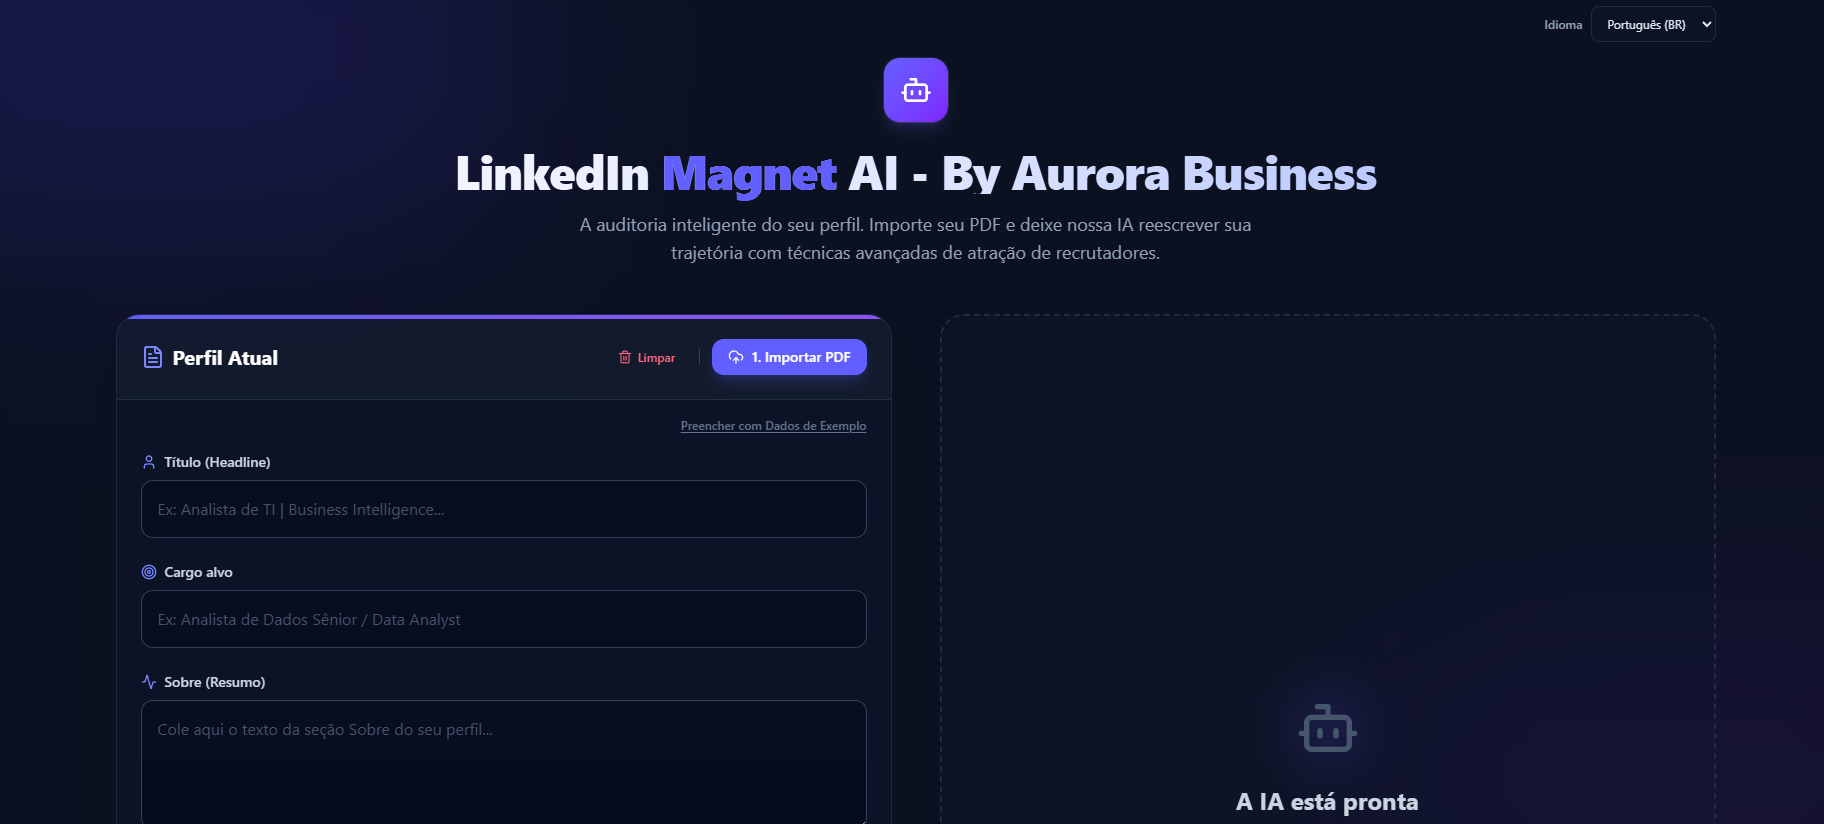 Idioma
Português (BR)
LinkedIn Magnet AI - By Aurora Business
A auditoria inteligente do seu perfil. Importe seu PDF e deixe nossa IA reescrever sua
trajetória com técnicas avançadas de atração de recrutadores.
Perfil Atual
Limpar
1. Importar PDF
Preencher com Dados de Exemplo
Título (Headline)
Ex: Analista de TI | Business Intelligence...
Cargo alvo
Ex: Analista de Dados Sênior / Data Analyst
Sobre (Resumo)
Cole aqui o texto da seção Sobre do seu perfil...
A IA está pronta